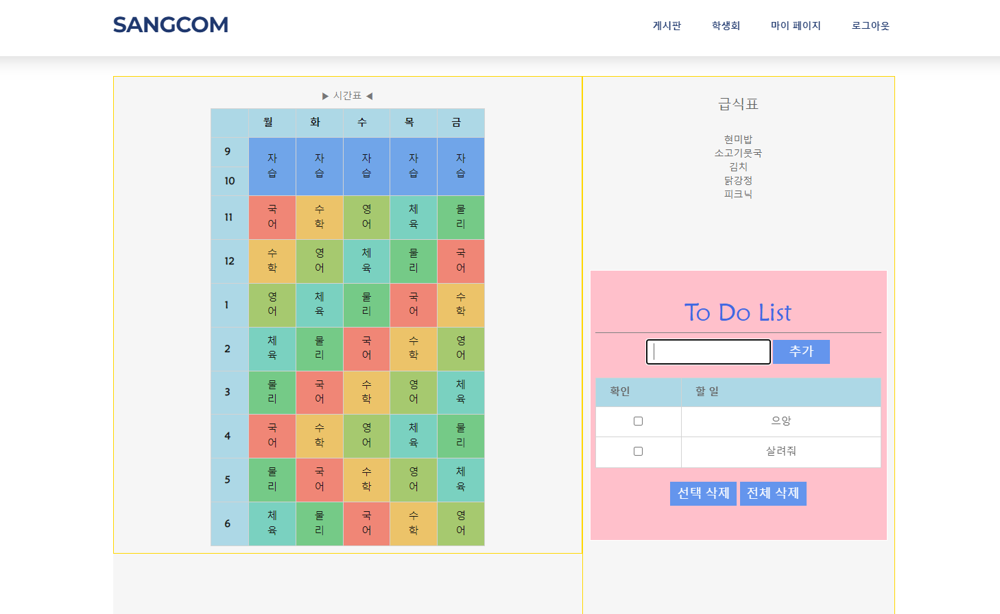 SANGCOM
게시판 학생회 마이 페이지 로그아웃
▶ 시간표 ◀
월 화 수 목 금
9 자습 자습 자습 자습 자습
10
11 국어 수학 영어 체육 물리
12 수학 영어 체육 물리 국어
1 영어 체육 물리 국어 수학
2 체육 물리 국어 수학 영어
3 물리 국어 수학 영어 체육
4 국어 수학 영어 체육 물리
5 물리 국어 수학 영어 체육
6 체육 물리 국어 수학 영어
급식표
현미밥
소고기뭇국
김치
닭강정
피크닉
To Do List
추가
확인 할 일
으앙
살려줘
선택 삭제 전체 삭제